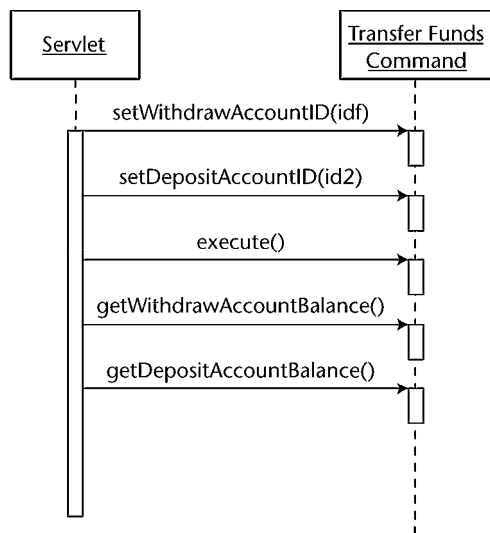 Servlet
Transfer Funds
Command
setWithdrawAccountID(idf)
setDepositAccountID(id2)
execute()
getWithdrawAccountBalance()
getDepositAccountBalance()